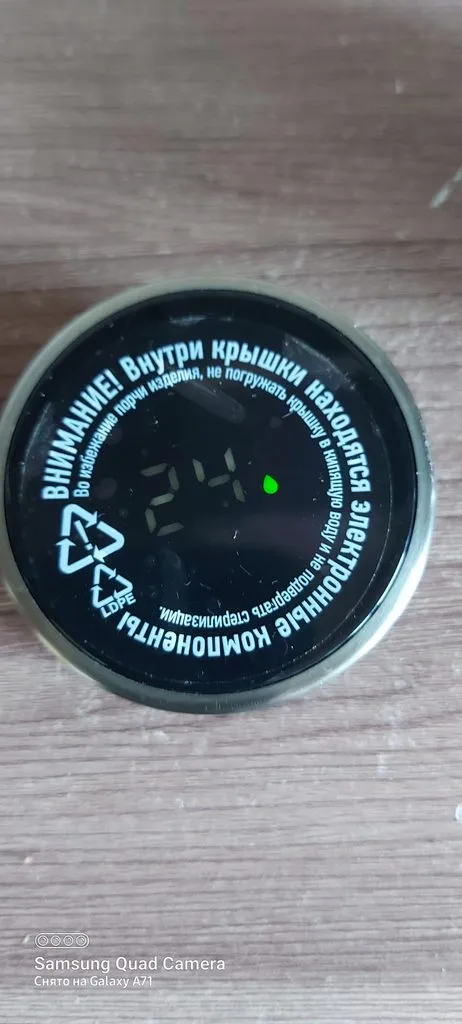 ВНИМАНИЕ! Внутри крышки находятся электронные компоненты
Во избежание порчи изделия, не погружать крышку в кипящую воду и не подвергать стерилизации.
24
LDPE
Samsung Quad Camera
Снято на Galaxy A71